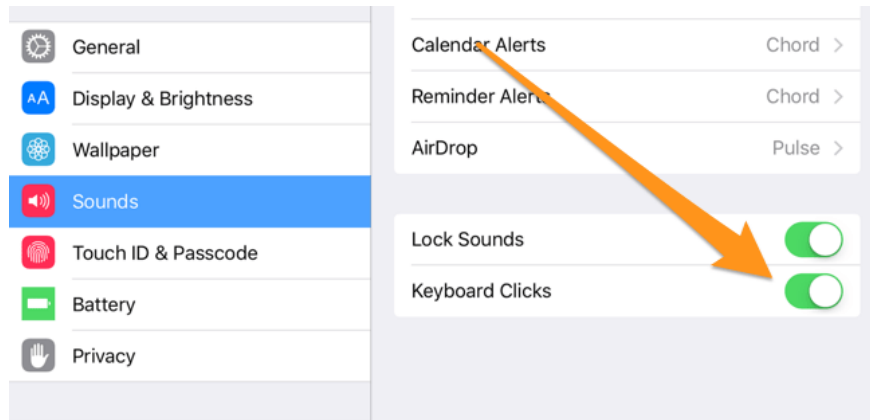 General
Display & Brightness
Wallpaper
Sounds
Touch ID & Passcode
Battery
Privacy
Calendar Alerts Chord
Reminder Alerts Chord
AirDrop Pulse
Lock Sounds
Keyboard Clicks